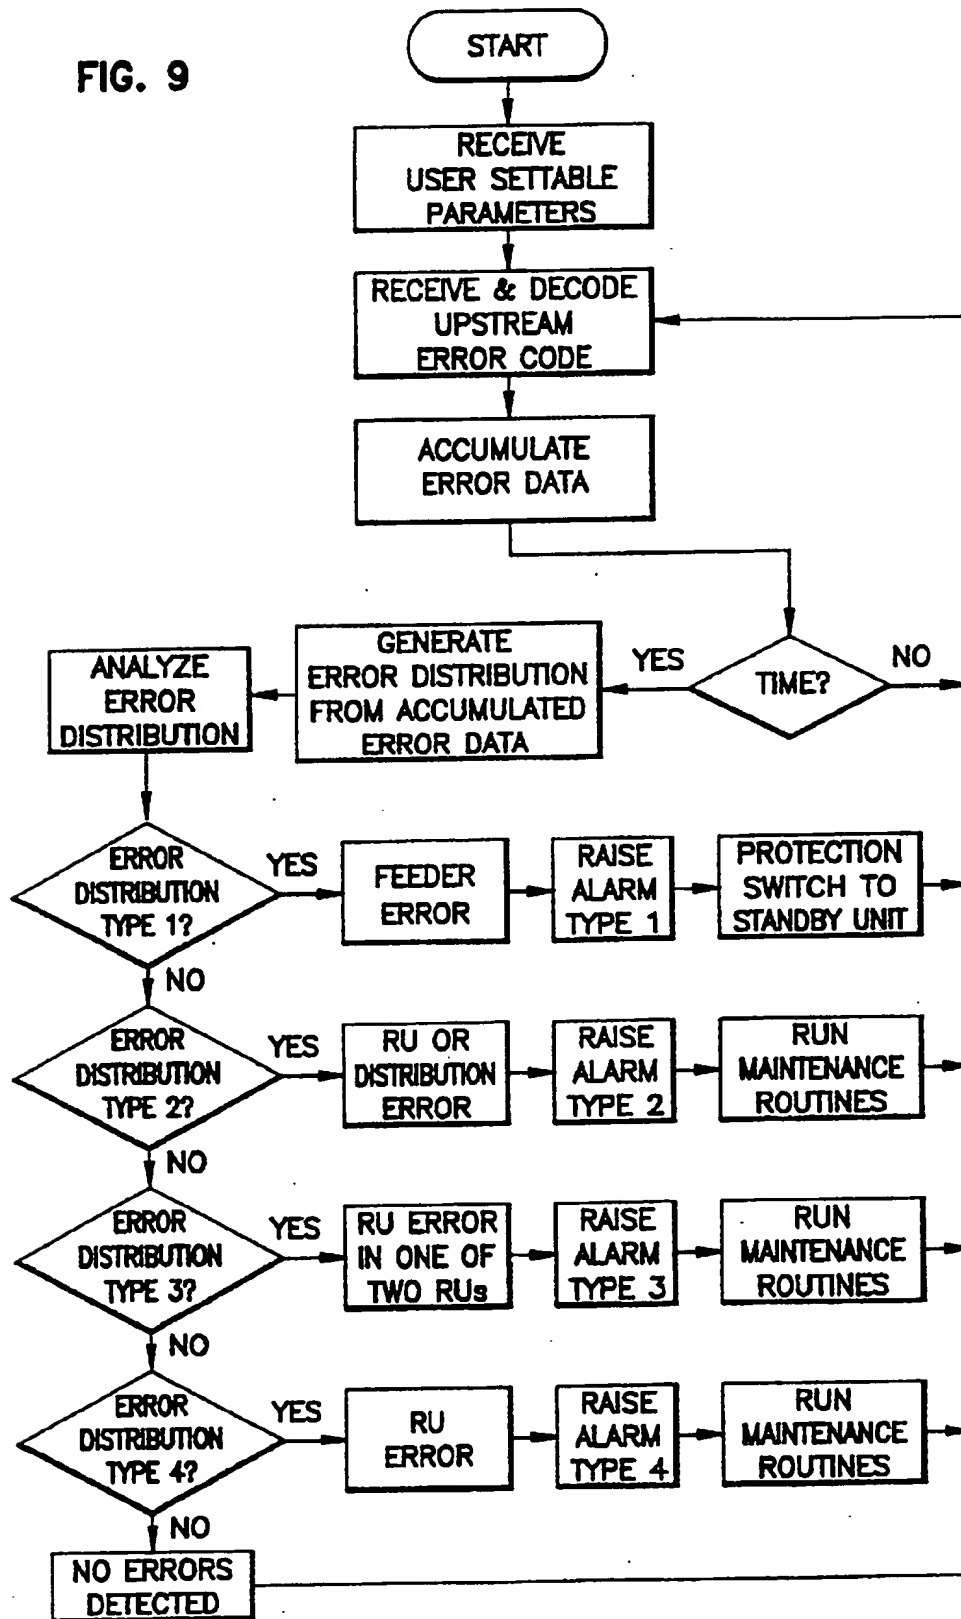 FIG. 9
START
RECEIVE
USER SETTABLE
PARAMETERS
RECEIVE & DECODE
UPSTREAM
ERROR CODE
ACCUMULATE
ERROR DATA
TIME?
YES
NO
GENERATE
ERROR DISTRIBUTION
FROM ACCUMULATED
ERROR DATA
ANALYZE
ERROR
DISTRIBUTION
ERROR
DISTRIBUTION
TYPE 1?
YES
FEEDER
ERROR
RAISE
ALARM
TYPE 1
PROTECTION
SWITCH TO
STANDBY UNIT
NO
ERROR
DISTRIBUTION
TYPE 2?
YES
RU OR
DISTRIBUTION
ERROR
RAISE
ALARM
TYPE 2
RUN
MAINTENANCE
ROUTINES
NO
ERROR
DISTRIBUTION
TYPE 3?
YES
RU ERROR
IN ONE OF
TWO RUs
RAISE
ALARM
TYPE 3
RUN
MAINTENANCE
ROUTINES
NO
ERROR
DISTRIBUTION
TYPE 4?
YES
RU
ERROR
RAISE
ALARM
TYPE 4
RUN
MAINTENANCE
ROUTINES
NO
NO ERRORS
DETECTED